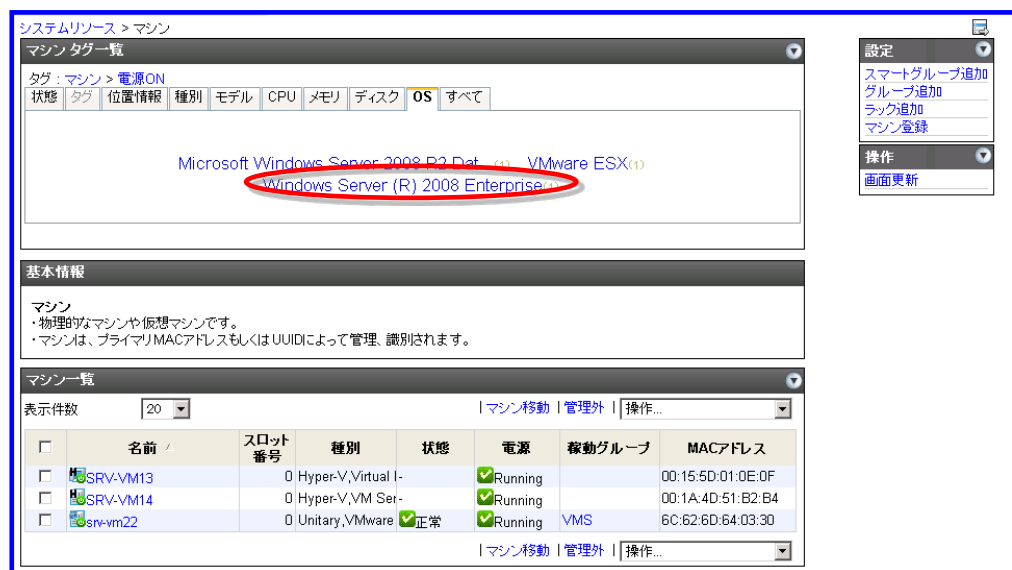 システムリソース > マシン
マシン タグ一覧
タグ : マシン > 電源ON
状態 タグ 位置情報 種別 モデル CPU メモリ ディスク OS すべて
Microsoft Windows Server 2008 R2 Dat...(1) VMware ESX(1)
Windows Server (R) 2008 Enterprise(1)
基本情報
マシン
・物理的なマシンや仮想マシンです。
・マシンは、プライマリMACアドレスもしくはUUIDによって管理、識別されます。
マシン一覧
表示件数 20 | マシン移動 | 管理外 | 操作...
名前 スロット番号 種別 状態 電源 稼動グループ MACアドレス
SRV-VM13 0 Hyper-V,Virtual - Running 00:15:5D:01:0E:0F
SRV-VM14 0 Hyper-V,VM Ser - Running 00:1A:4D:51:B2:B4
srv-vm22 0 Unitary,VMware 正常 Running VMS 6C:62:6D:64:03:30
| マシン移動 | 管理外 | 操作...
設定
スマートグループ追加
グループ追加
ラック追加
マシン登録
操作
画面更新